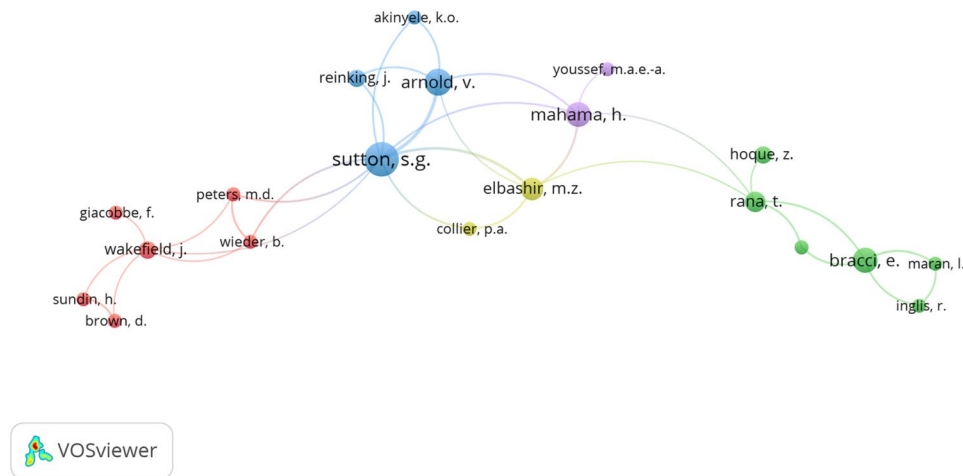 akinyele, k.o.
youssef, m.a.e.-a.
reinking, j.
arnold, v.
mahama, h.
sutton, s.g.
hoque, z.
elbashir, m.z.
peters, m.d.
rana, t.
giacobbe, f.
collier, p.a.
wieder, b.
wakefield, j.
bracci, e.
maran, l.
sundin, h.
inglis, r.
brown, d.
VOSviewer